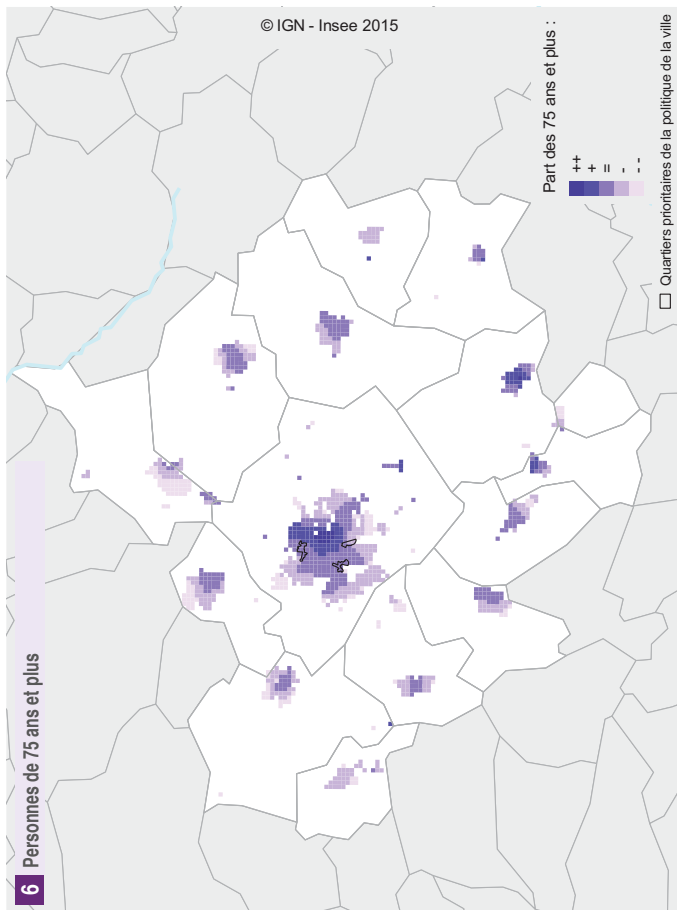 6 Personnes de 75 ans et plus
© IGN - Insee 2015
Part des 75 ans et plus :
++
+
=
-
--
Quartiers prioritaires de la politique de la ville